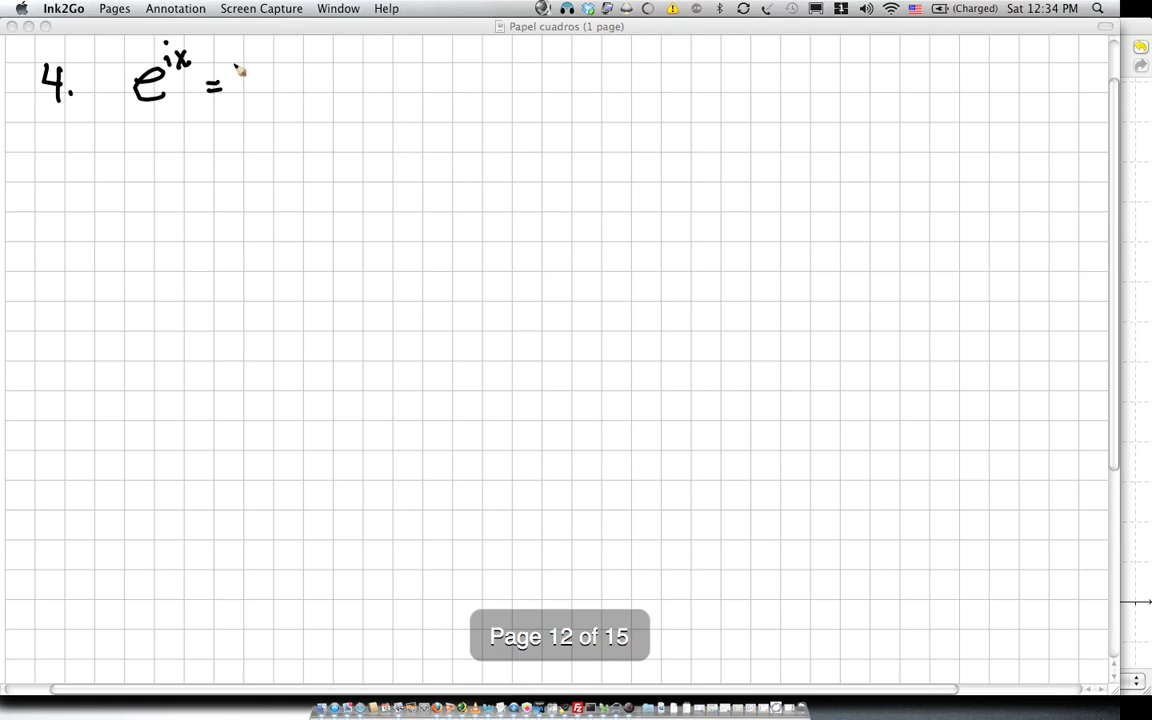 Ink2Go Pages Annotation Screen Capture Window Help (Charged) Sat 12:34 PM
Papel cuadros (1 page)
4. e^{ix} =
Page 12 of 15